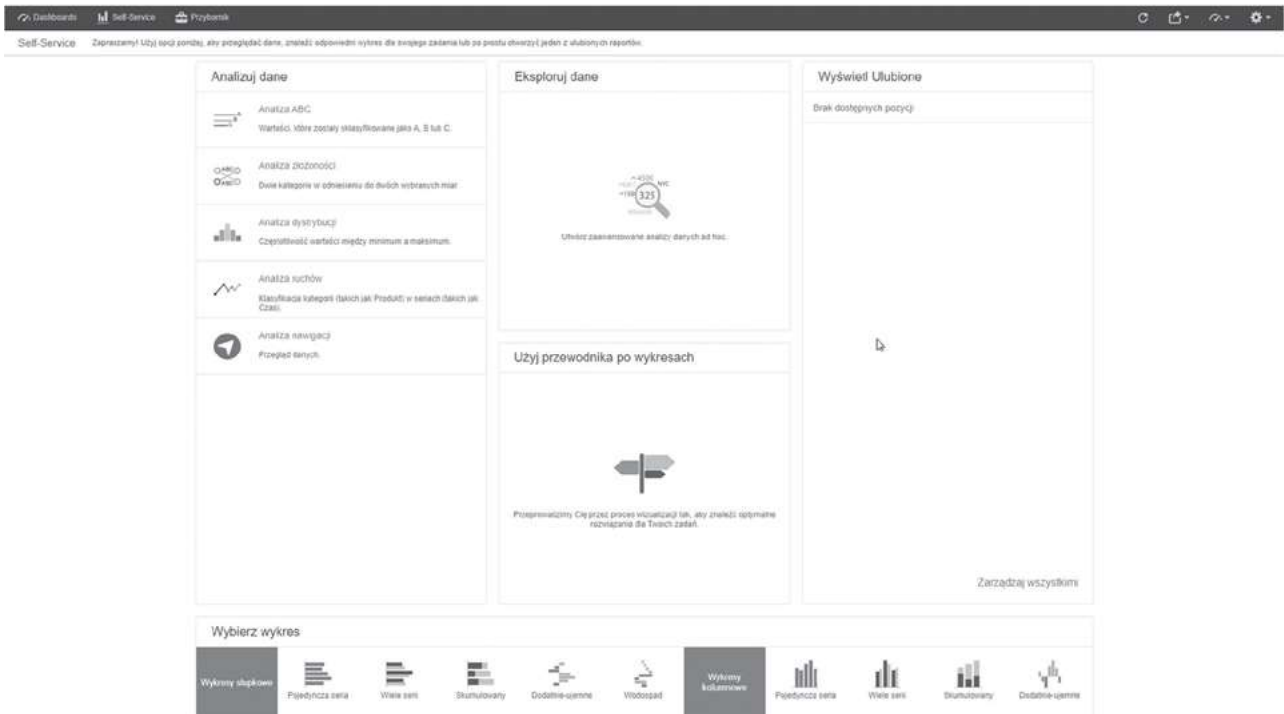 Dashboards Self-Service Przybornik
Self-Service Zapraszamy! Użyj opcji poniżej, aby przeglądać dane, znaleźć odpowiedni wykres dla swojego zadania lub po prostu otworzyć jeden z ulubionych raportów.
Analizuj dane
Analiza ABC
Wartości, które zostały sklasyfikowane jako A, B lub C.
Analiza złożoności
Dwie kategorie w odniesieniu do dwóch wybranych miar.
Analiza dystrybucji
Częstotliwość wartości między minimum a maksimum.
Analiza ruchów
Klasyfikacja kategorii (takich jak Produkt) w seriach (takich jak
Czas).
Analiza nawigacji
Przegląd danych.
Eksploruj dane
325
NYC
Utwórz zaawansowane analizy danych ad hoc.
Użyj przewodnika po wykresach
Przeprowadzimy Cię przez proces wizualizacji tak, aby znaleźć optymalne
rozwiązanie dla Twoich zadań.
Wyświetl Ulubione
Brak dostępnych pozycji
Zarządzaj wszystkimi
Wybierz wykres
Wykresy słupkowe
Pojedyncza seria
Wiele serii
Skumulowany
Dodatnie-ujemne
Wodospad
Wykresy
kolumnowe
Pojedyncza seria
Wiele serii
Skumulowany
Dodatnie-ujemne